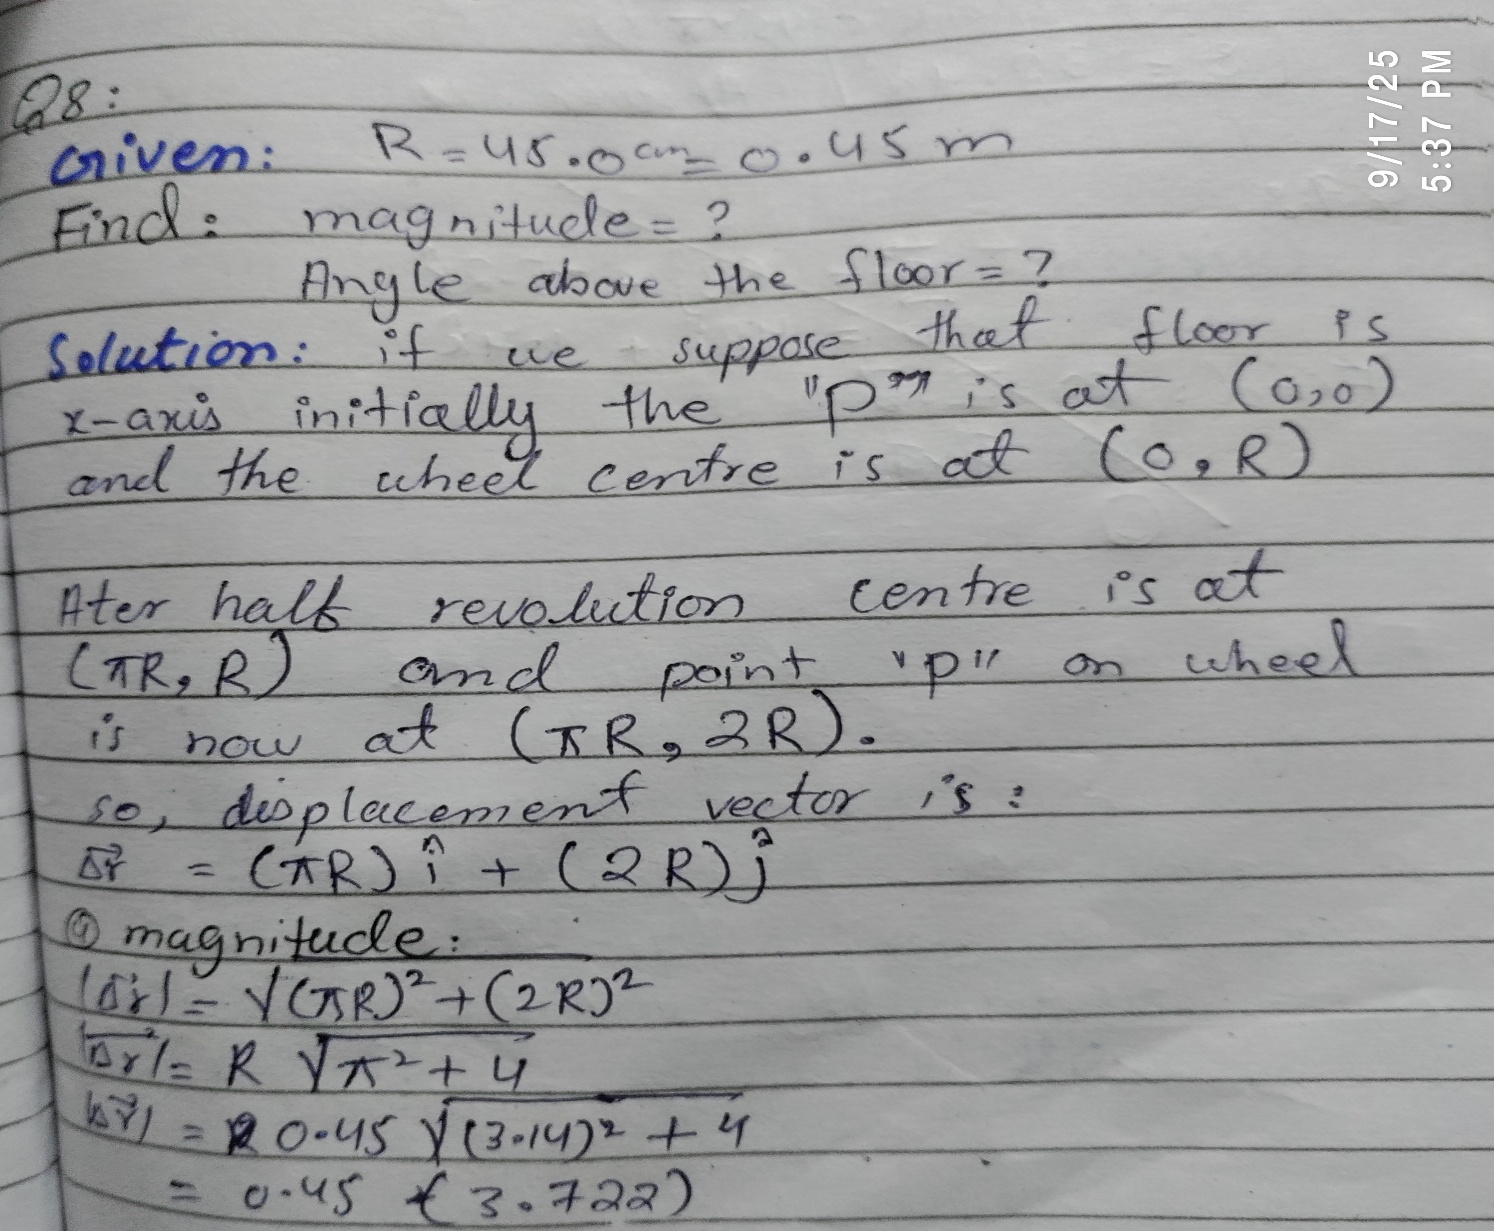 Q8:
Given: R = 45.0 cm = 0.45 m
Find: magnitude = ?
Angle above the floor = ?
Solution: if we suppose that floor is
x-axis initially the "P"" is at (0,0)
and the wheel centre is at (0,R)
Ater half revolution centre is at
(πR, R) and point "p" on wheel
is now at (πR, 2R).
so, displacement vector is:
Δr⃗ = (πR) î + (2R) ĵ
@ magnitude:
|Δr⃗| = √(πR)² + (2R)²
|Δr⃗| = R √π² + 4
|Δr⃗| = 0.45 √(3.14)² + 4
= 0.45 (3.722)
9/17/25
5:37 PM